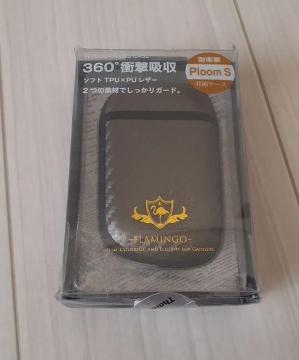 360°衝撃吸収
耐衝撃
Ploom S
収納ケース
ソフトTPU×PUレザー
2つの素材でしっかりガード。
-FLAMINGO-
Than